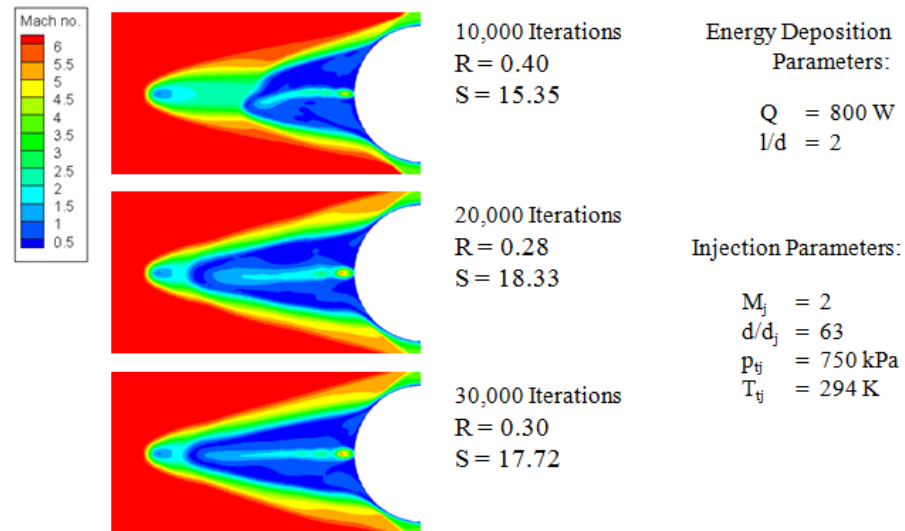 Mach no.
6
5.5
5
4.5
4
3.5
3
2.5
2
1.5
1
0.5
10,000 Iterations
R = 0.40
S = 15.35
20,000 Iterations
R = 0.28
S = 18.33
30,000 Iterations
R = 0.30
S = 17.72
Energy Deposition
Parameters:
Q = 800 W
l/d = 2
Injection Parameters:
Mj = 2
d/dj = 63
ptj = 750 kPa
Ttj = 294 K